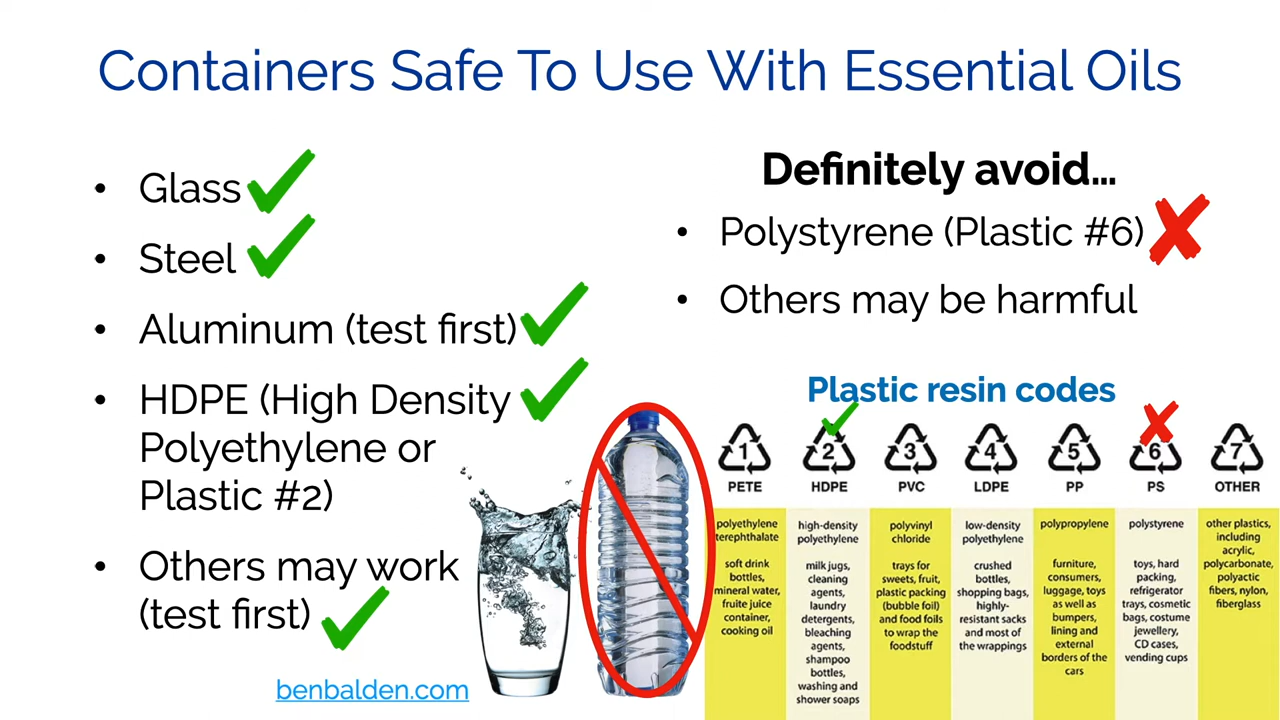 Containers Safe To Use With Essential Oils
• Glass
• Steel
• Aluminum (test first)
• HDPE (High Density
Polyethylene or
Plastic #2)
• Others may work
(test first)
benbalden.com
Definitely avoid...
• Polystyrene (Plastic #6)
• Others may be harmful
Plastic resin codes
1
PETE
polyethylene
terephthalate
soft drink
bottles,
mineral water,
fruite juice
container,
cooking oil
2
HDPE
high-density
polyethylene
milk jugs,
cleaning
agents,
laundry
detergents,
bleaching
agents,
shampoo
bottles,
washing and
shower soaps
3
PVC
polyvinyl
chloride
trays for
sweets, fruit,
plastic packing
(bubble foil)
and food foils
to wrap the
foodstuff
4
LDPE
low-density
polyethylene
crushed
bottles,
shopping bags,
highly-
resistant sacks
and most of
the wrappings
5
PP
polypropylene
furniture,
consumers,
luggage, toys
as well as
bumpers,
lining and
external
borders of the
cars
6
PS
polystyrene
toys, hard
packing,
refrigerator
trays, cosmetic
bags, costume
jewellery,
CD cases,
vending cups
7
OTHER
other plastics,
including
acrylic,
polycarbonate,
polyactic
fibers, nylon,
fiberglass